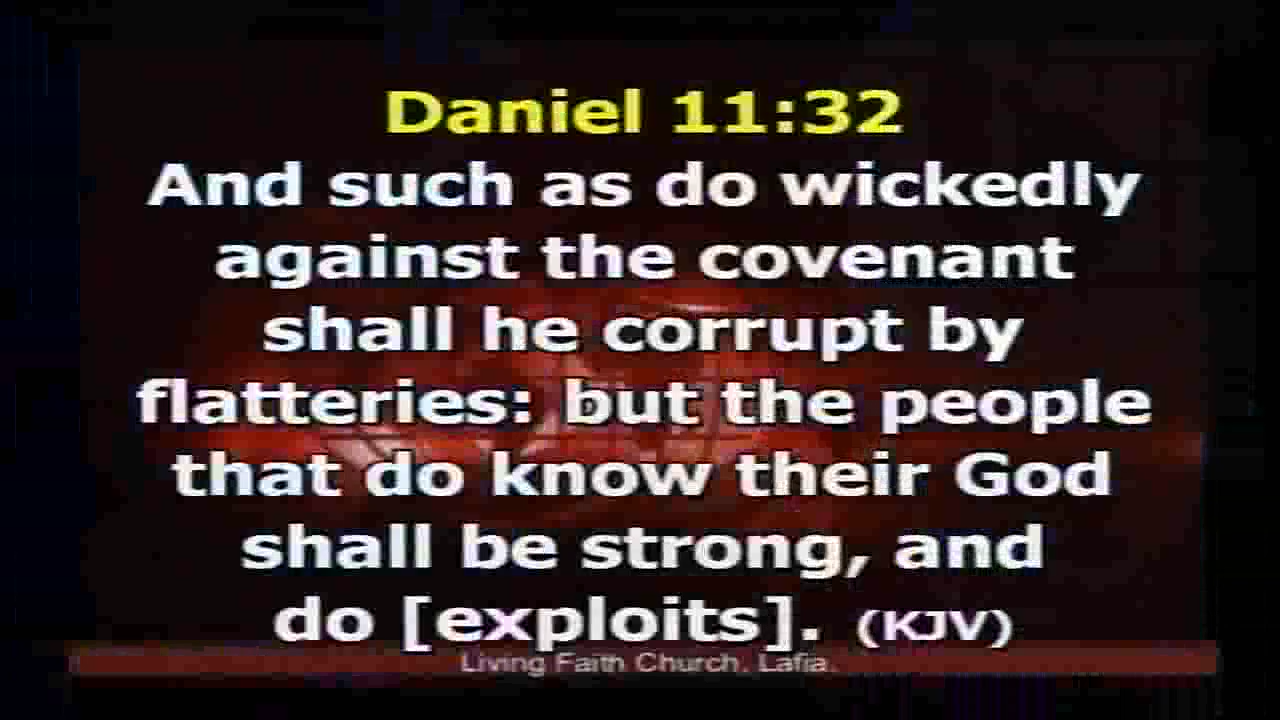 Daniel 11:32
And such as do wickedly
against the covenant
shall he corrupt by
flatteries: but the people
that do know their God
shall be strong, and
do [exploits]. (KJV)
Living Faith Church. Lafia.